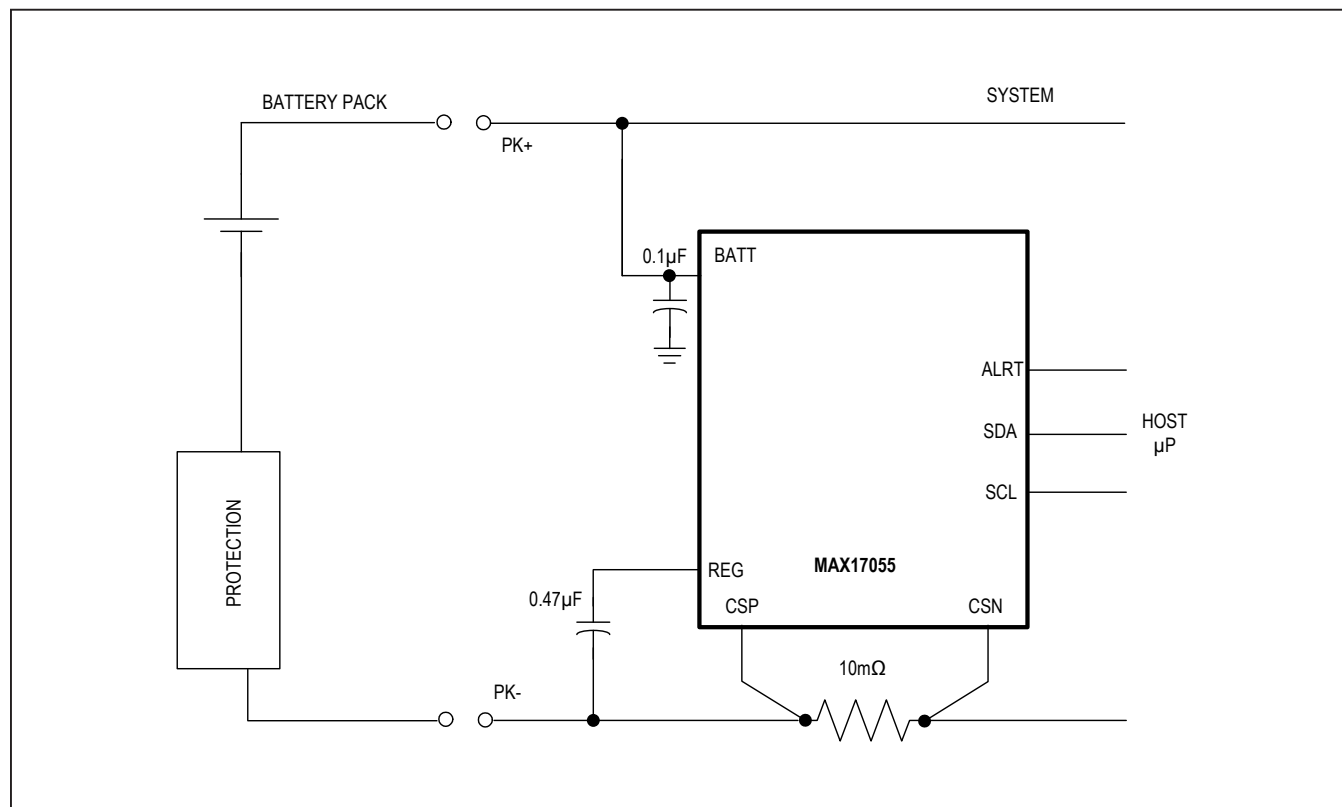 BATTERY PACK
SYSTEM
PK+
0.1µF
BATT
ALRT
SDA
HOST
µP
SCL
PROTECTION
REG
MAX17055
0.47µF
CSP
CSN
10mΩ
PK-